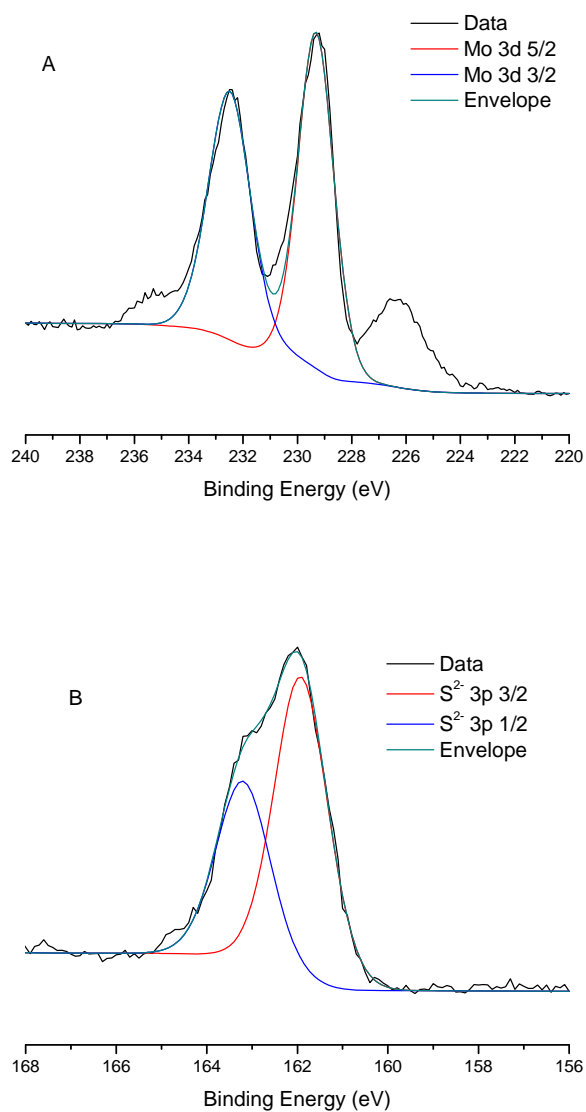 A
Data
Mo 3d 5/2
Mo 3d 3/2
Envelope
240 238 236 234 232 230 228 226 224 222 220
Binding Energy (eV)
B
Data
S²⁻ 3p 3/2
S²⁻ 3p 1/2
Envelope
168 166 164 162 160 158 156
Binding Energy (eV)